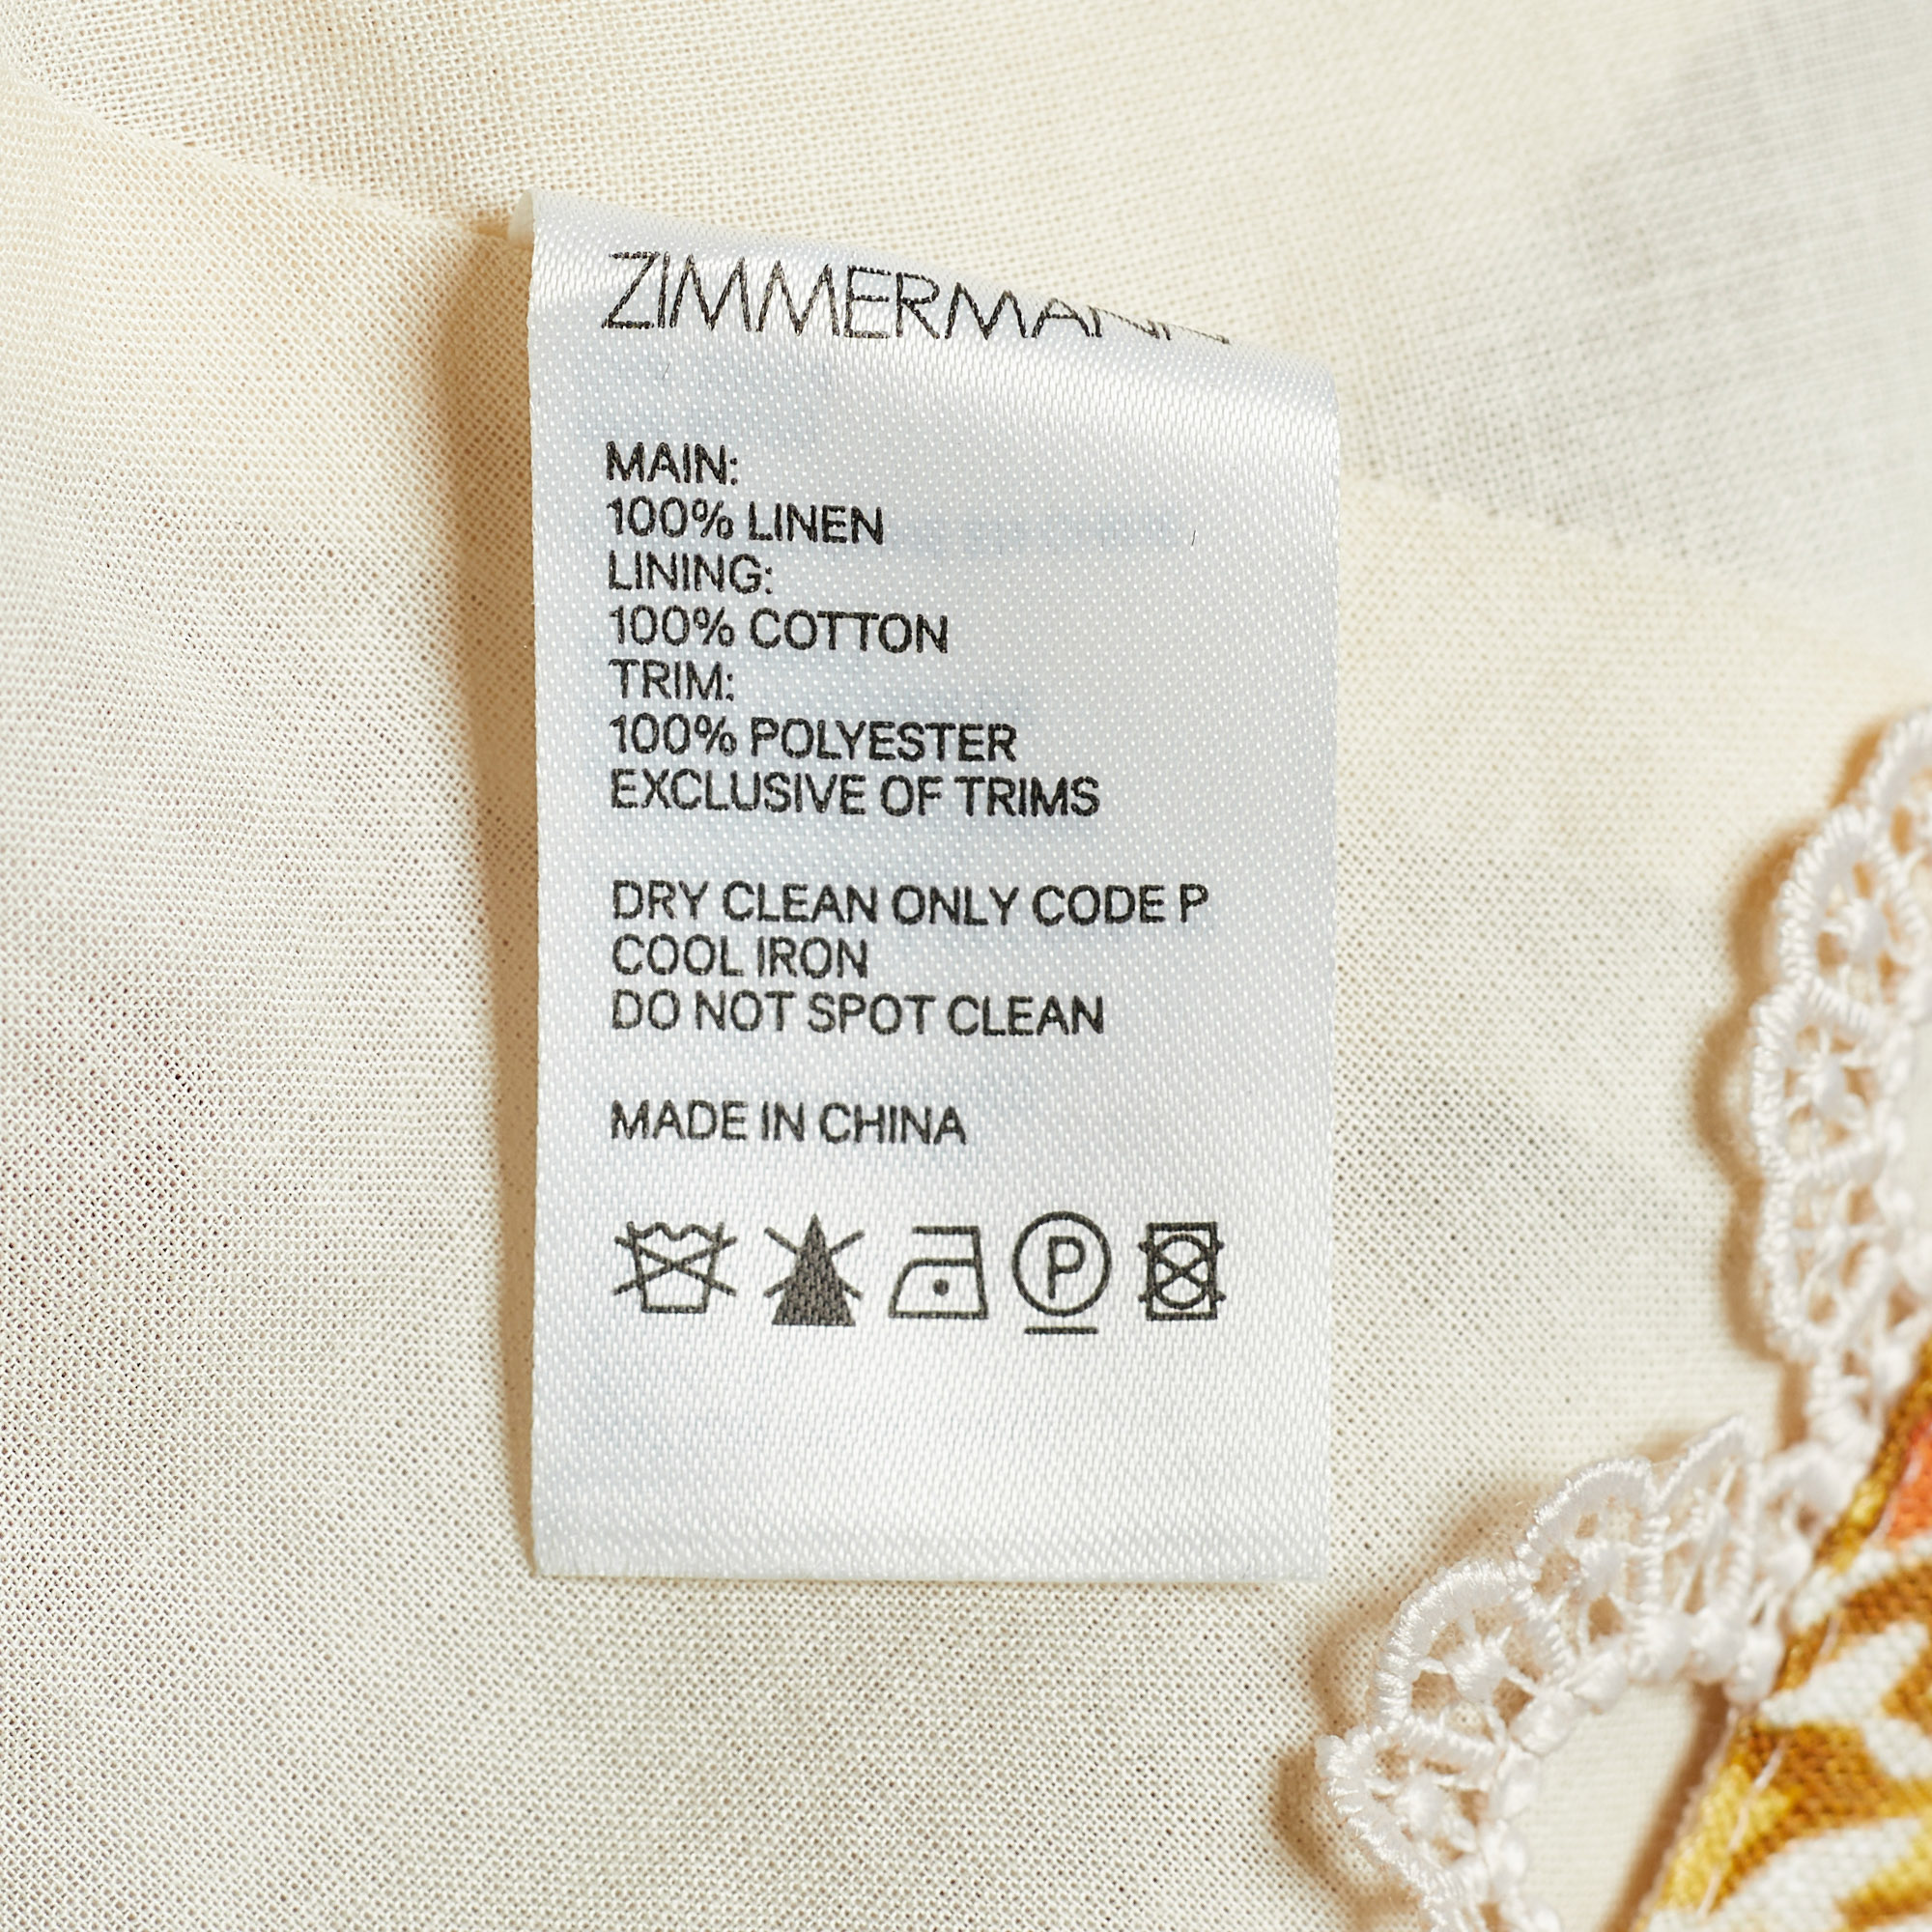 ZIMMERMANN
MAIN:
100% LINEN
LINING:
100% COTTON
TRIM:
100% POLYESTER
EXCLUSIVE OF TRIMS
DRY CLEAN ONLY CODE P
COOL IRON
DO NOT SPOT CLEAN
MADE IN CHINA
P